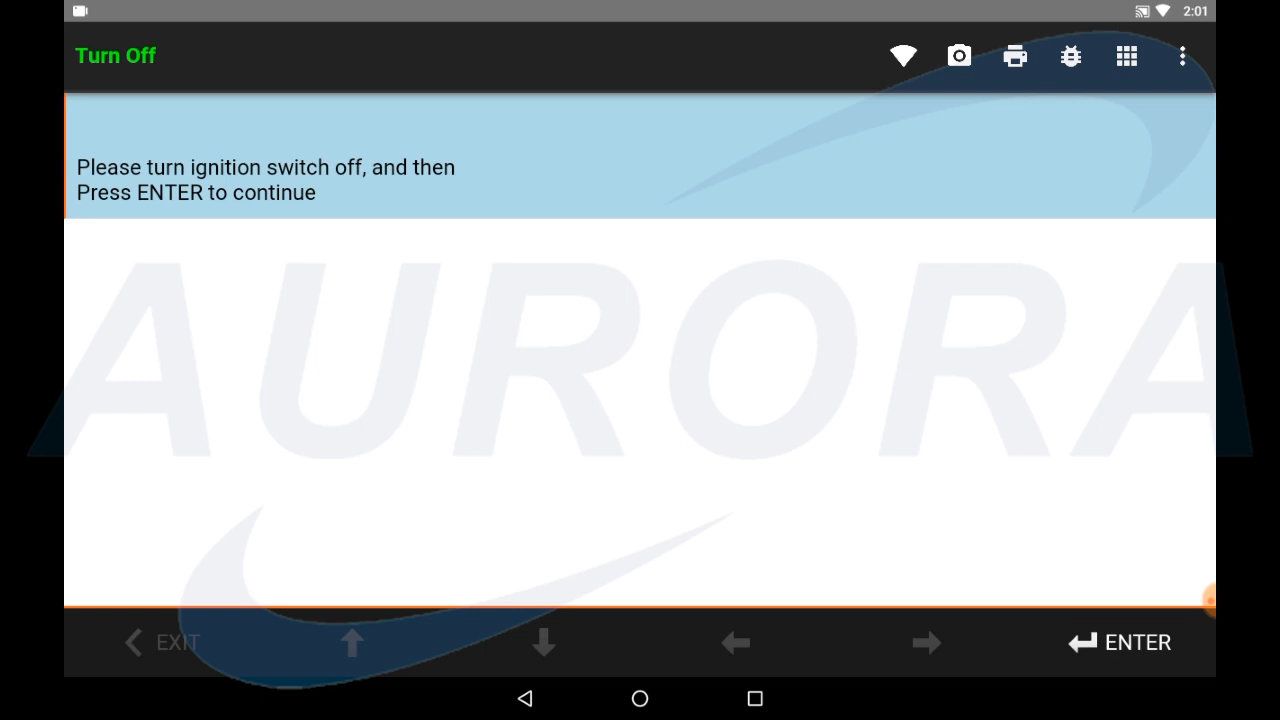 2:01
Turn Off
Please turn ignition switch off, and then
Press ENTER to continue
AURORA
EXIT
ENTER